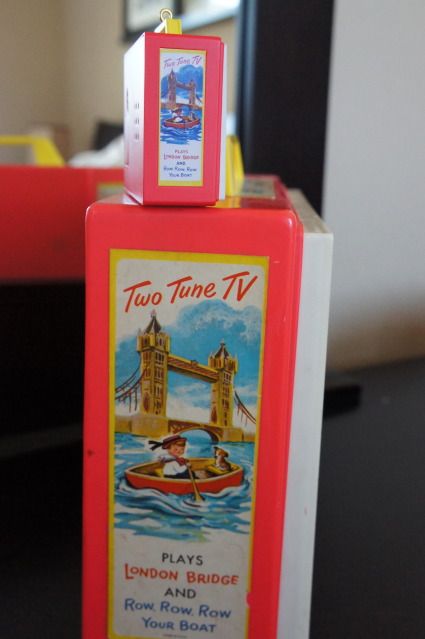 Two Tune TV
PLAYS
LONDON BRIDGE
AND
ROW, ROW, ROW
YOUR BOAT
Two Tune TV
PLAYS
LONDON BRIDGE
AND
ROW, ROW, ROW
YOUR BOAT